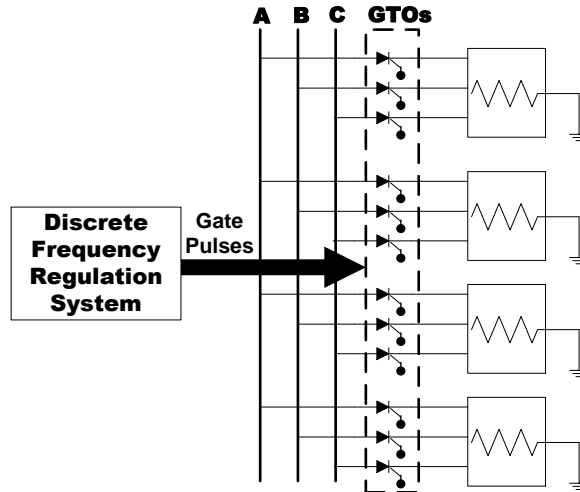 A B C GTOs
Discrete
Frequency
Regulation
System
Gate
Pulses